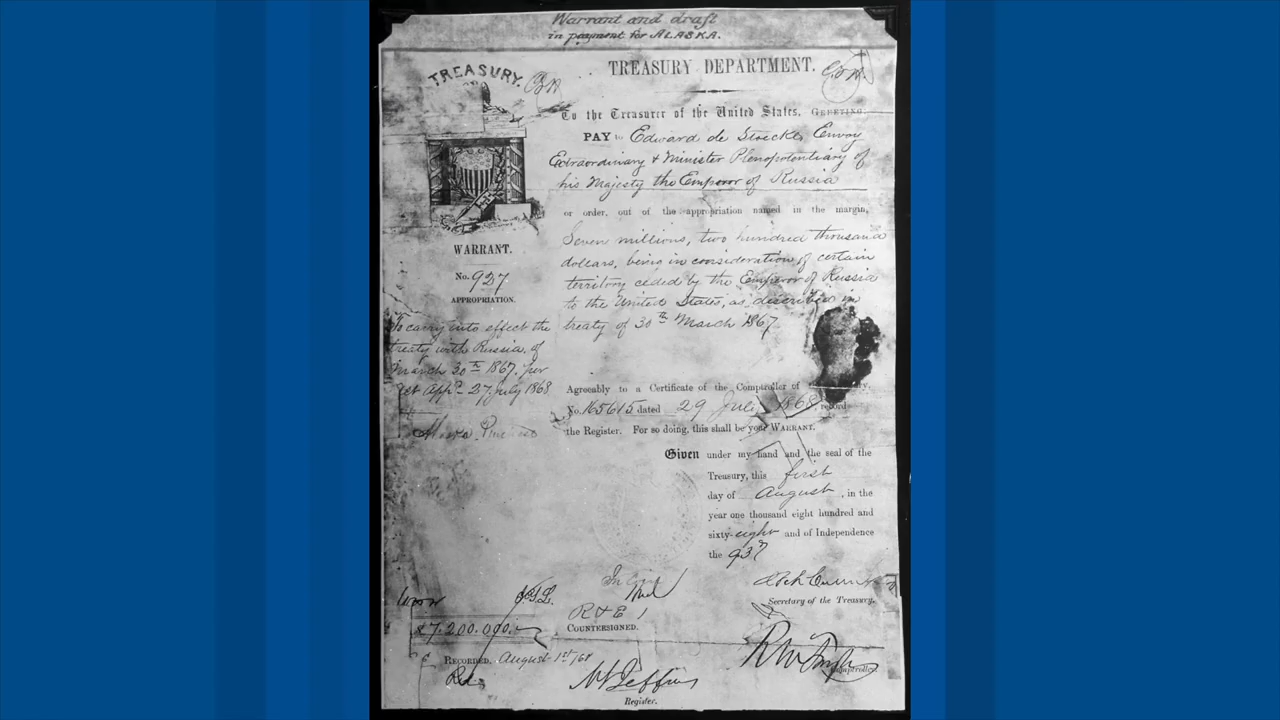 Warrant and draft
in payment for ALASKA.
TREASURY.
TREASURY DEPARTMENT.
To the Treasurer of the United States, GREETING:
PAY to Edward de Stoeckl, Envoy
Extraordinary & Minister Plenopotentiary of
his Majesty the Emperor of Russia
or order, out of the appropriation named in the margin,
Seven millions, two hundred thousand
dollars, being in consideration of certain
territory ceded by the Emperor of Russia
to the United States, as described in
treaty of 30th March 1867
WARRANT.
No. 927
APPROPRIATION.
To carry into effect the
treaty with Russia, of
March 30th 1867, per
act App'd 27 July 1868
Alaska Purchase
Agreeably to a Certificate of the Comptroller of
No. 165615 dated 29 July 1868, record
the Register. For so doing, this shall be your WARRANT.
Given under my hand and the seal of the
Treasury, this first
day of August, in the
year one thousand eight hundred and
sixty-eight and of Independence
the 93d
Secretary of the Treasury.
R & E 1
COUNTERSIGNED.
$7.200.000.
Comptroller.
RECORDED, August 1st/68
Register.